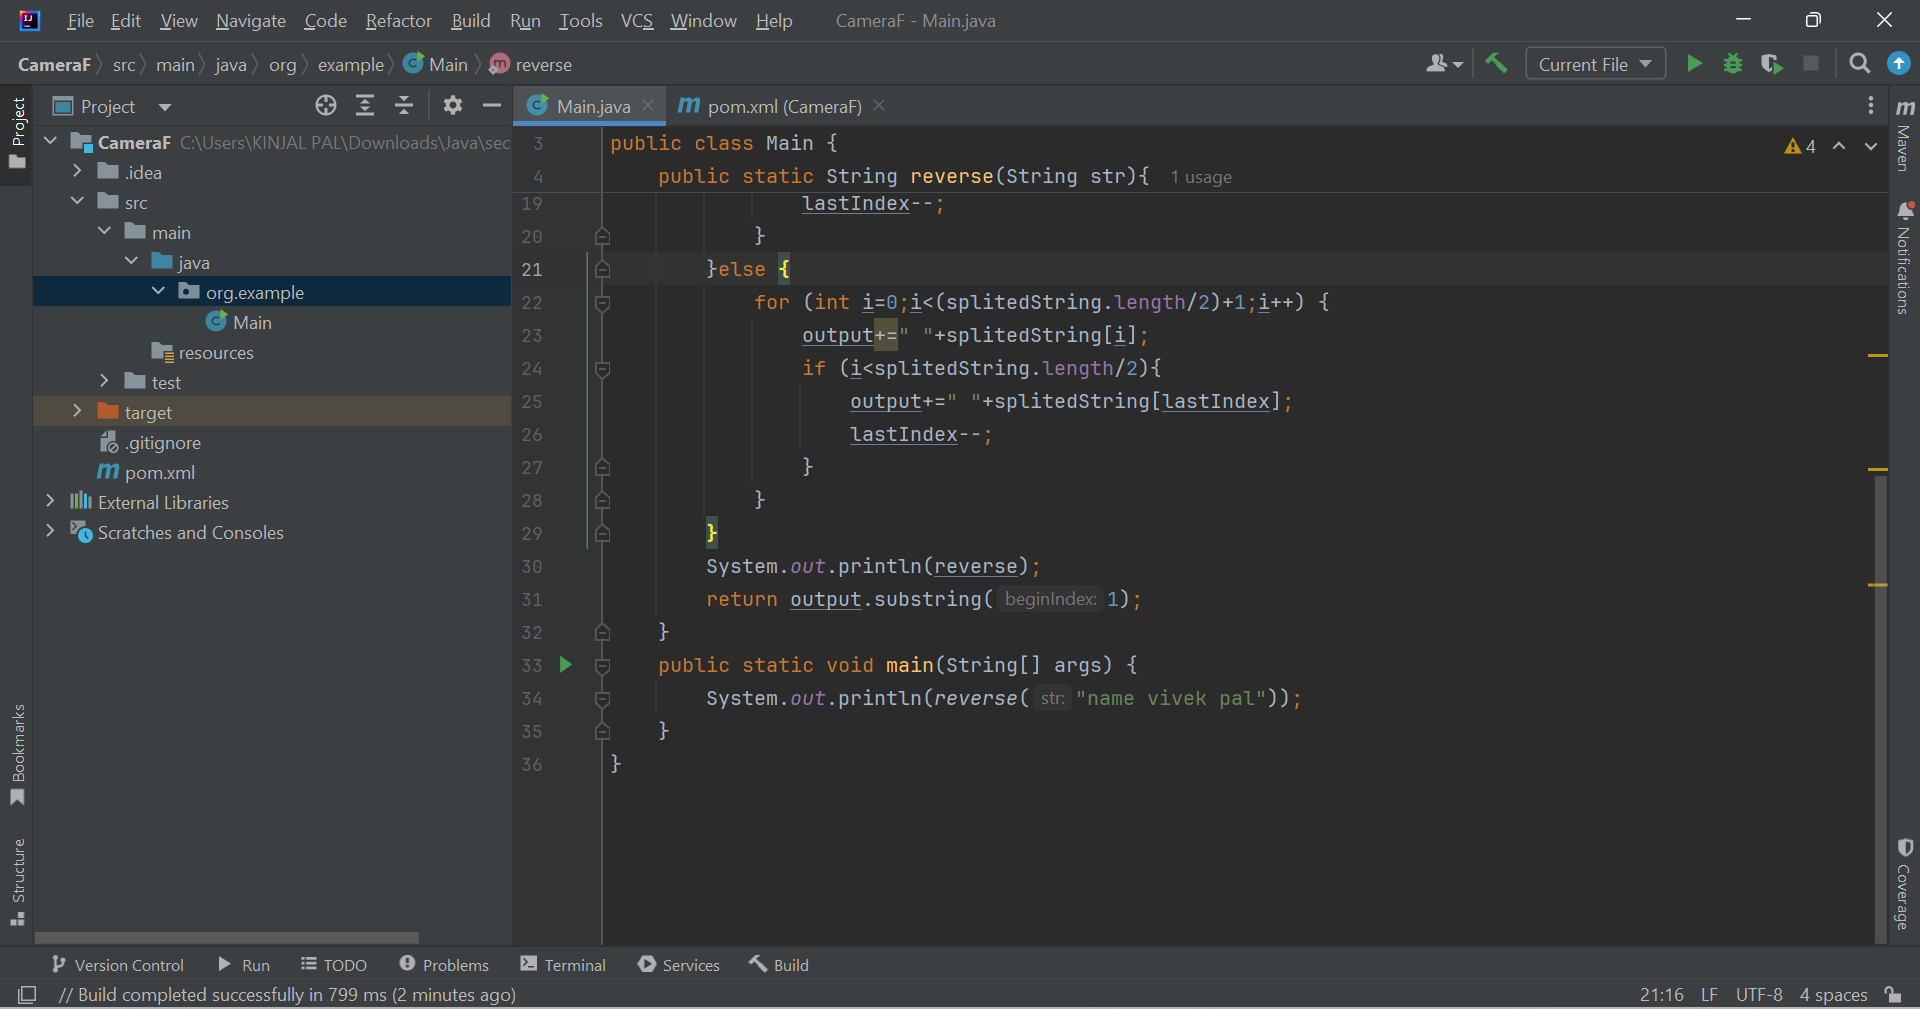 File Edit View Navigate Code Refactor Build Run Tools VCS Window Help CameraF - Main.java
CameraF src main java org example Main reverse
Current File
Project
Project
Main.java
pom.xml (CameraF)
CameraF C:\Users\KINJAL PAL\Downloads\Java\sec
.idea
src
main
java
org.example
Main
resources
test
target
.gitignore
pom.xml
External Libraries
Scratches and Consoles
Bookmarks
Structure
4
3 public class Main {
4 public static String reverse(String str){ 1 usage
19 lastIndex--;
20 }
21 }else {
22 for (int i=0;i<(splitedString.length/2)+1;i++) {
23 output+=" "+splitedString[i];
24 if (i<splitedString.length/2){
25 output+=" "+splitedString[lastIndex];
26 lastIndex--;
27 }
28 }
29 }
30 System.out.println(reverse);
31 return output.substring( beginIndex: 1);
32 }
33 public static void main(String[] args) {
34 System.out.println(reverse( str: "name vivek pal"));
35 }
36 }
Maven
Notifications
Coverage
Version Control Run TODO Problems Terminal Services Build
// Build completed successfully in 799 ms (2 minutes ago)
21:16 LF UTF-8 4 spaces